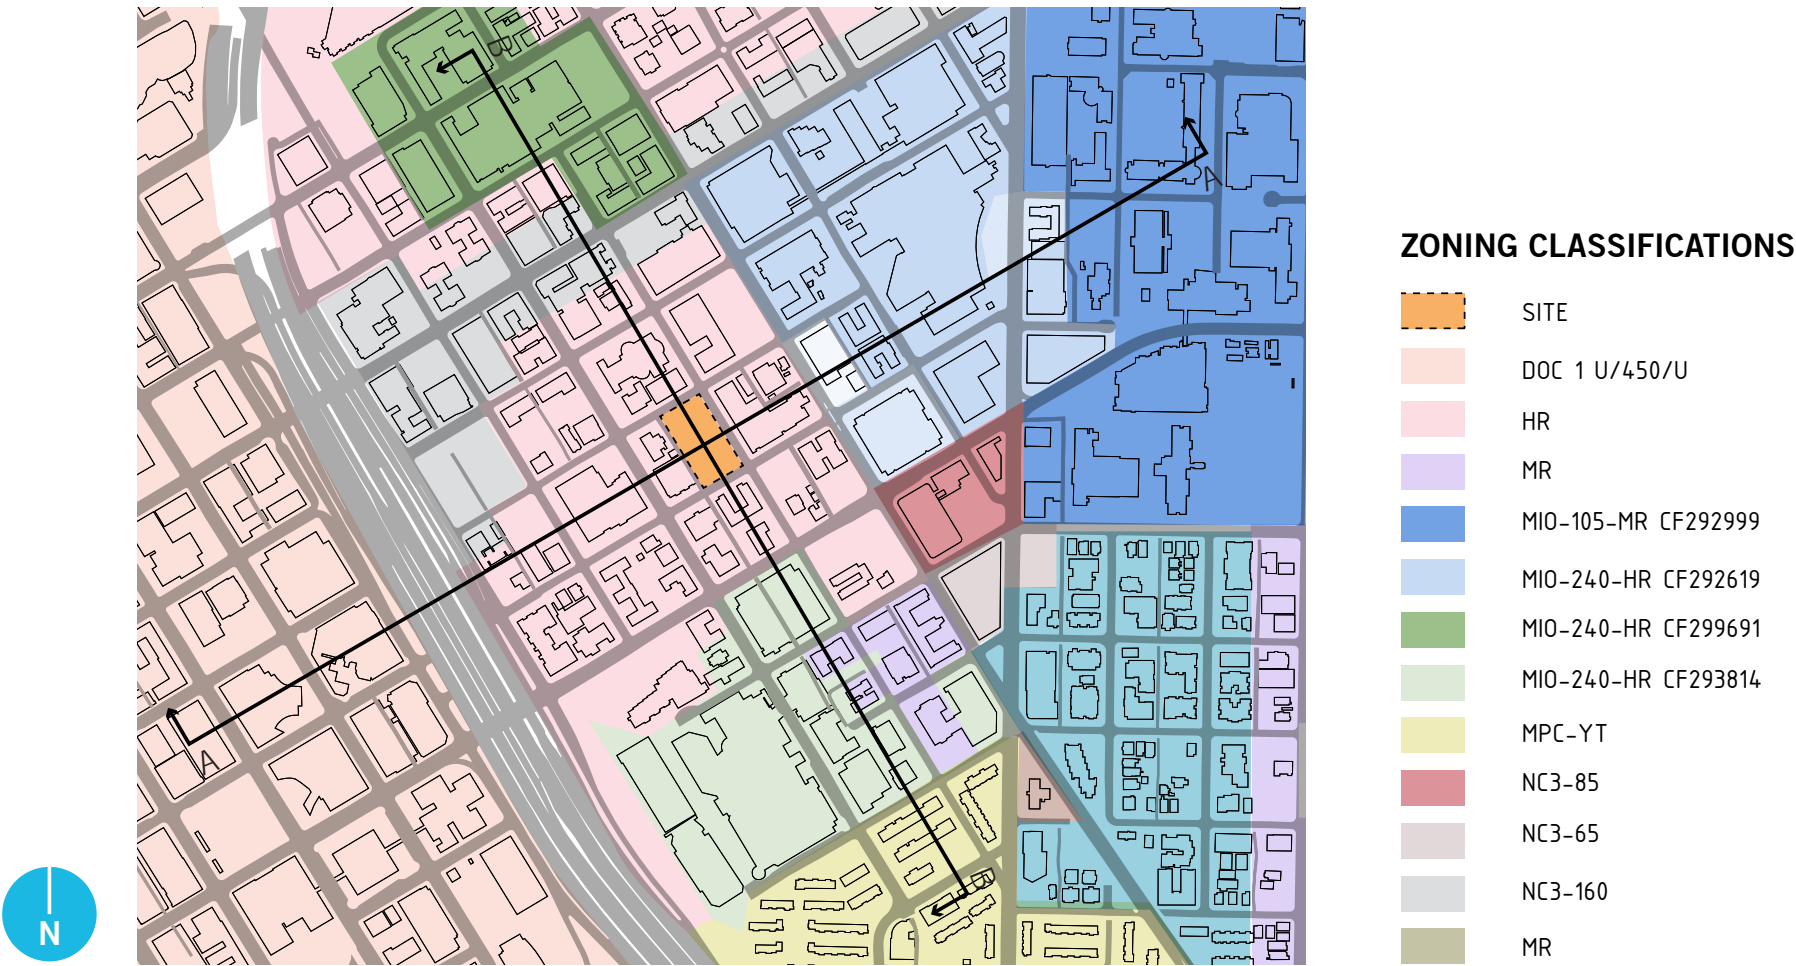 B
A
ZONING CLASSIFICATIONS
SITE
DOC 1 U/450/U
HR
MR
MIO-105-MR CF292999
MIO-240-HR CF292619
MIO-240-HR CF299691
MIO-240-HR CF293814
MPC-YT
NC3-85
NC3-65
NC3-160
MR
A
B
N